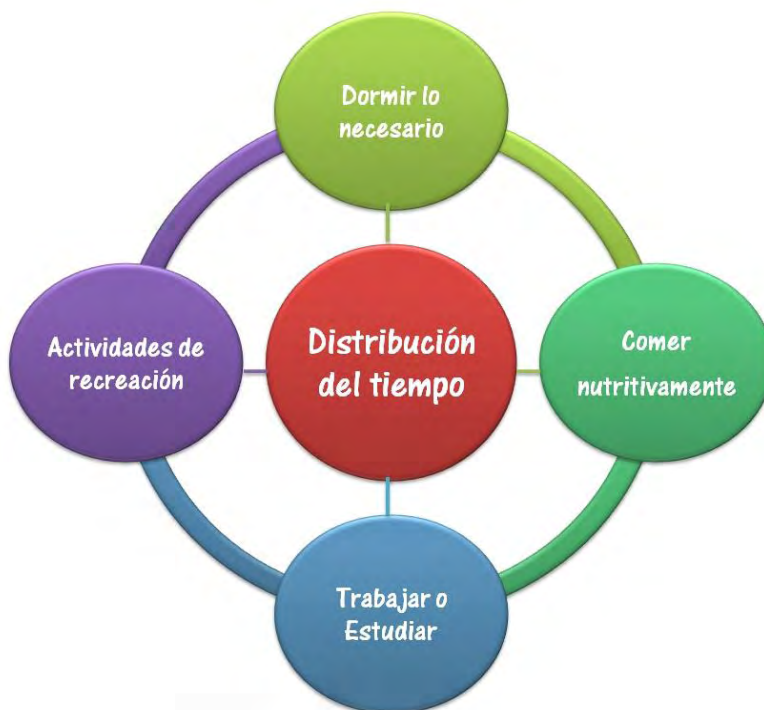 Dormir lo
necesario
Actividades de
recreación
Distribución
del tiempo
Comer
nutritivamente
Trabajar o
Estudiar